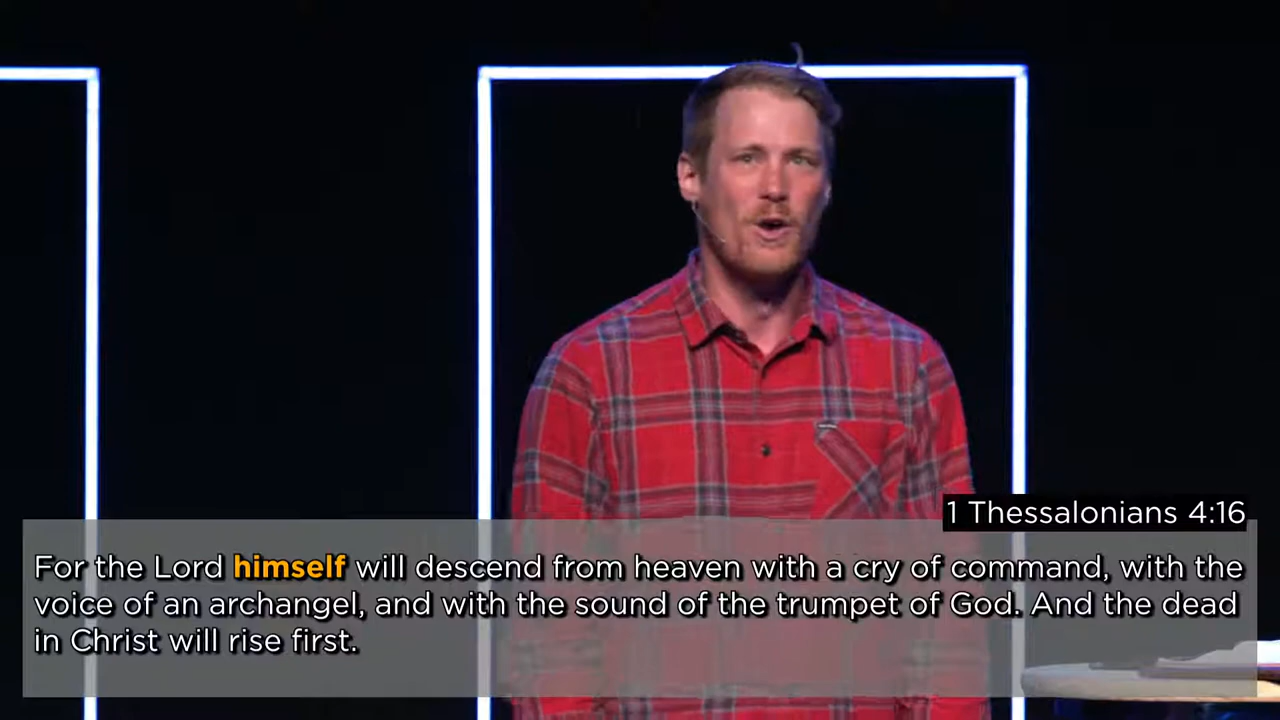 1 Thessalonians 4:16
For the Lord himself will descend from heaven with a cry of command, with the
voice of an archangel, and with the sound of the trumpet of God. And the dead
in Christ will rise first.